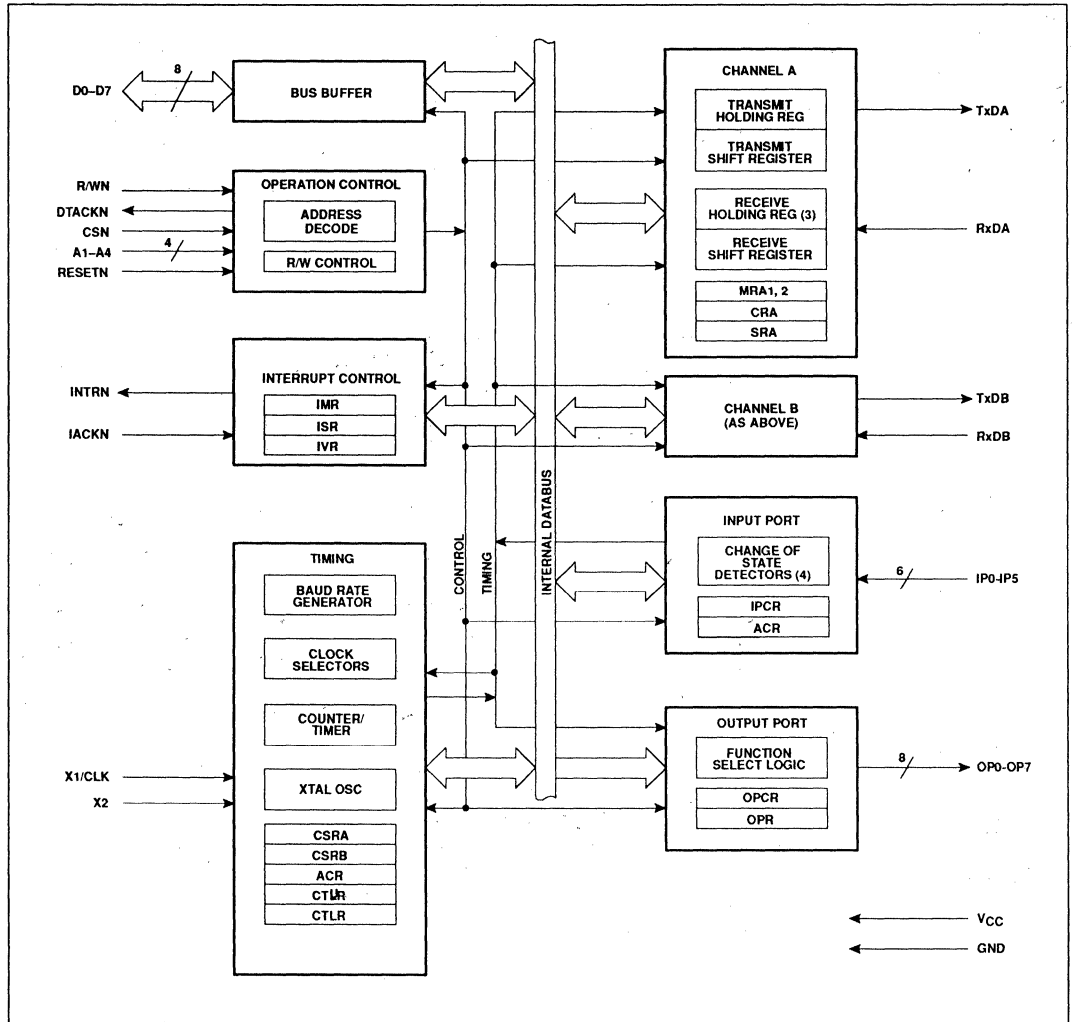 D0–D7
8
BUS BUFFER
R/WN
DTACKN
CSN
A1–A4
4
RESETN
OPERATION CONTROL
ADDRESS
DECODE
R/W CONTROL
INTRN
IACKN
INTERRUPT CONTROL
IMR
ISR
IVR
TIMING
BAUD RATE
GENERATOR
CLOCK
SELECTORS
COUNTER/
TIMER
X1/CLK
X2
XTAL OSC
CSRA
CSRB
ACR
CTLR
CONTROL
TIMING
INTERNAL DATABUS
CHANNEL A
TRANSMIT
HOLDING REG
TRANSMIT
SHIFT REGISTER
RECEIVE
HOLDING REG (3)
RECEIVE
SHIFT REGISTER
MRA1, 2
CRA
SRA
TxDA
RxDA
CHANNEL B
(AS ABOVE)
TxDB
RxDB
INPUT PORT
CHANGE OF
STATE
DETECTORS (4)
IPCR
ACR
6
IP0-IP5
OUTPUT PORT
FUNCTION
SELECT LOGIC
OPCR
OPR
8
OP0-OP7
VCC
GND